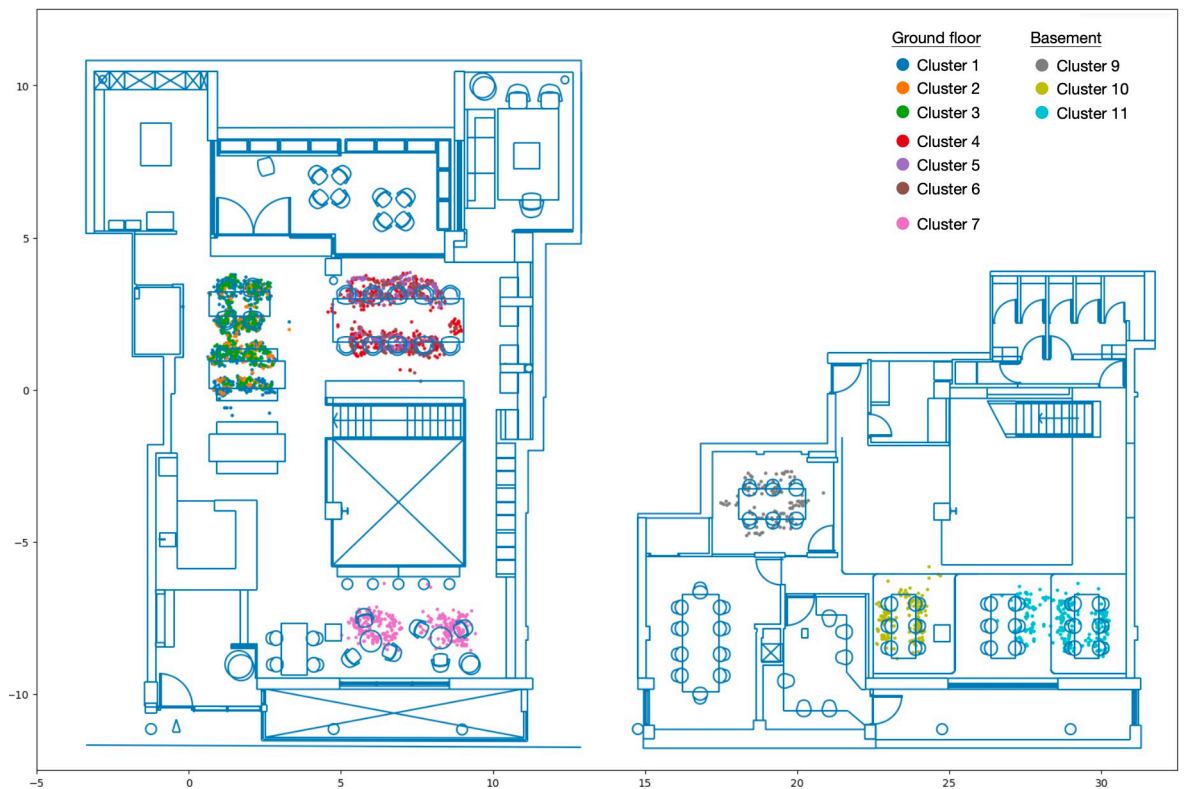 Ground floor
Cluster 1
Cluster 2
Cluster 3
Cluster 4
Cluster 5
Cluster 6
Cluster 7
Basement
Cluster 9
Cluster 10
Cluster 11
10
5
0
−5
−10
−5
0
5
10
15
20
25
30